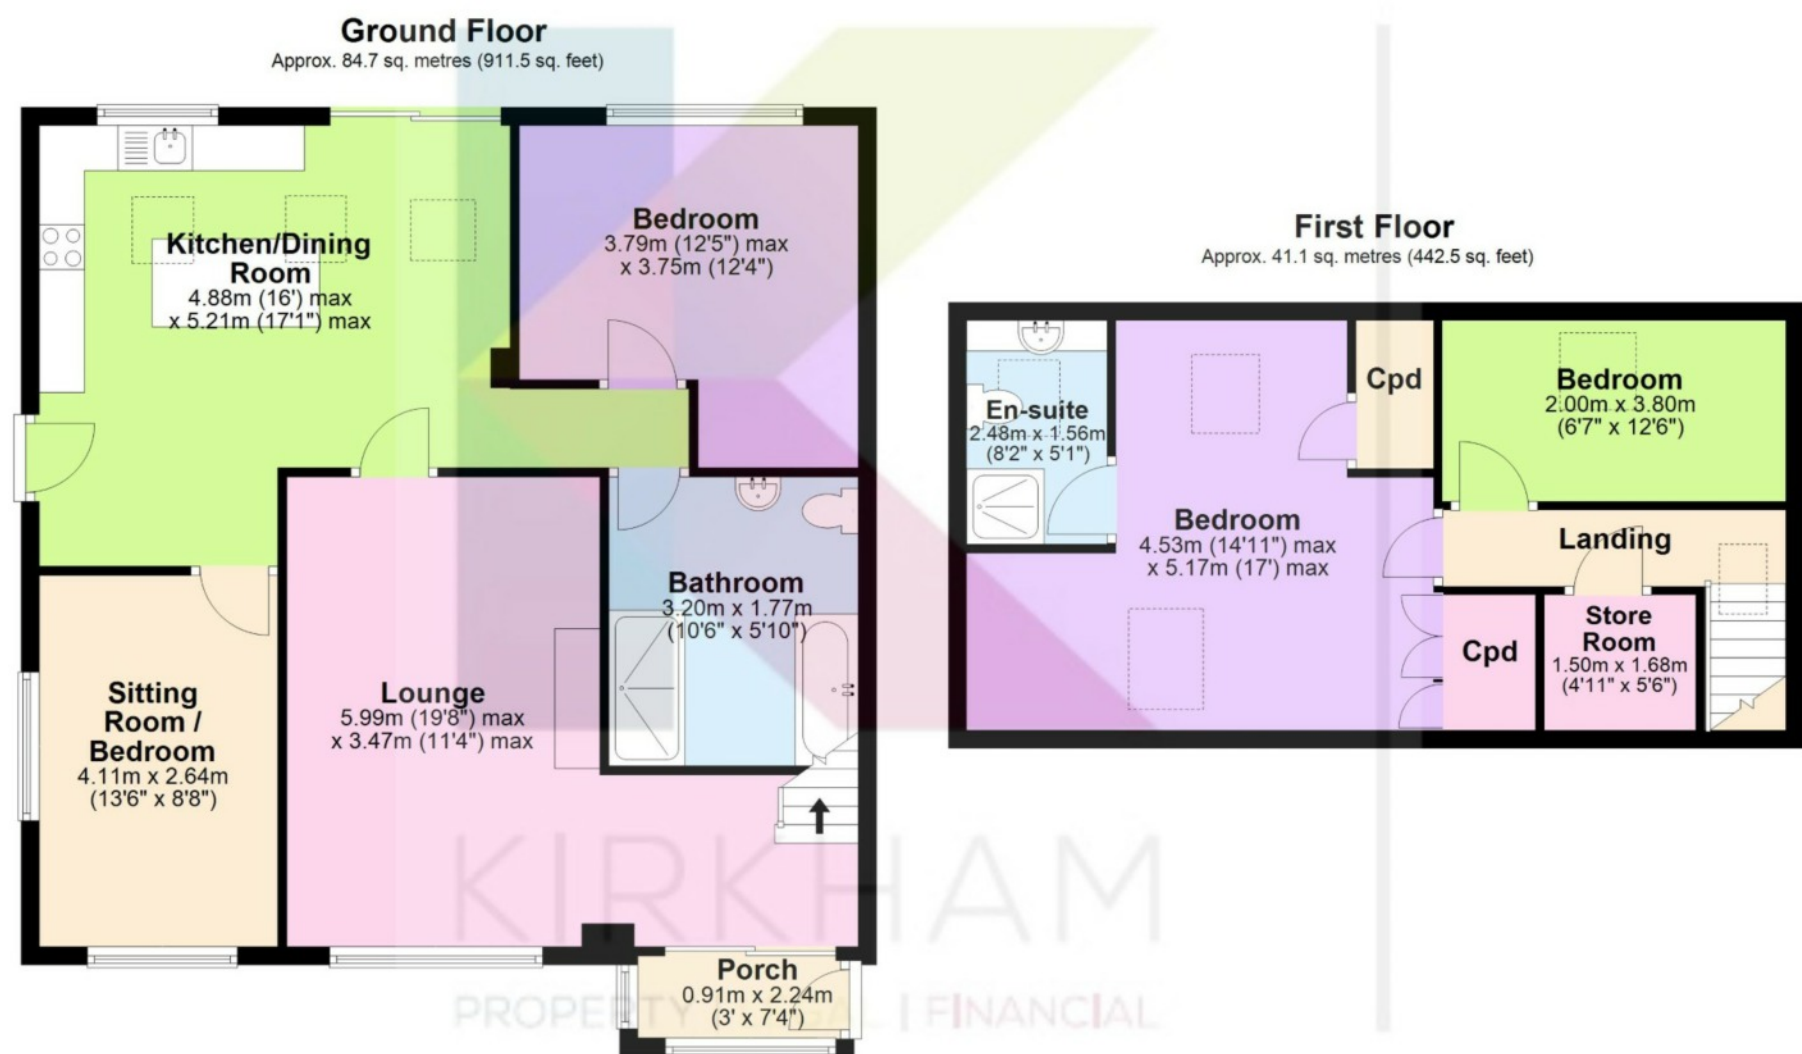 Ground Floor
Approx. 84.7 sq. metres (911.5 sq. feet)
Kitchen/Dining
Room
4.88m (16') max
x 5.21m (17'1") max
Bedroom
3.79m (12'5") max
x 3.75m (12'4")
Sitting
Room /
Bedroom
4.11m x 2.64m
(13'6" x 8'8")
Lounge
5.99m (19'8") max
x 3.47m (11'4") max
Bathroom
3.20m x 1.77m
(10'6" x 5'10")
Porch
0.91m x 2.24m
(3' x 7'4")
First Floor
Approx. 41.1 sq. metres (442.5 sq. feet)
En-suite
2.48m x 1.56m
(8'2" x 5'1")
Bedroom
4.53m (14'11") max
x 5.17m (17') max
Cpd
Bedroom
2.00m x 3.80m
(6'7" x 12'6")
Landing
Cpd
Store
Room
1.50m x 1.68m
(4'11" x 5'6")
KIRKHAM
PROPERTY | FINANCIAL